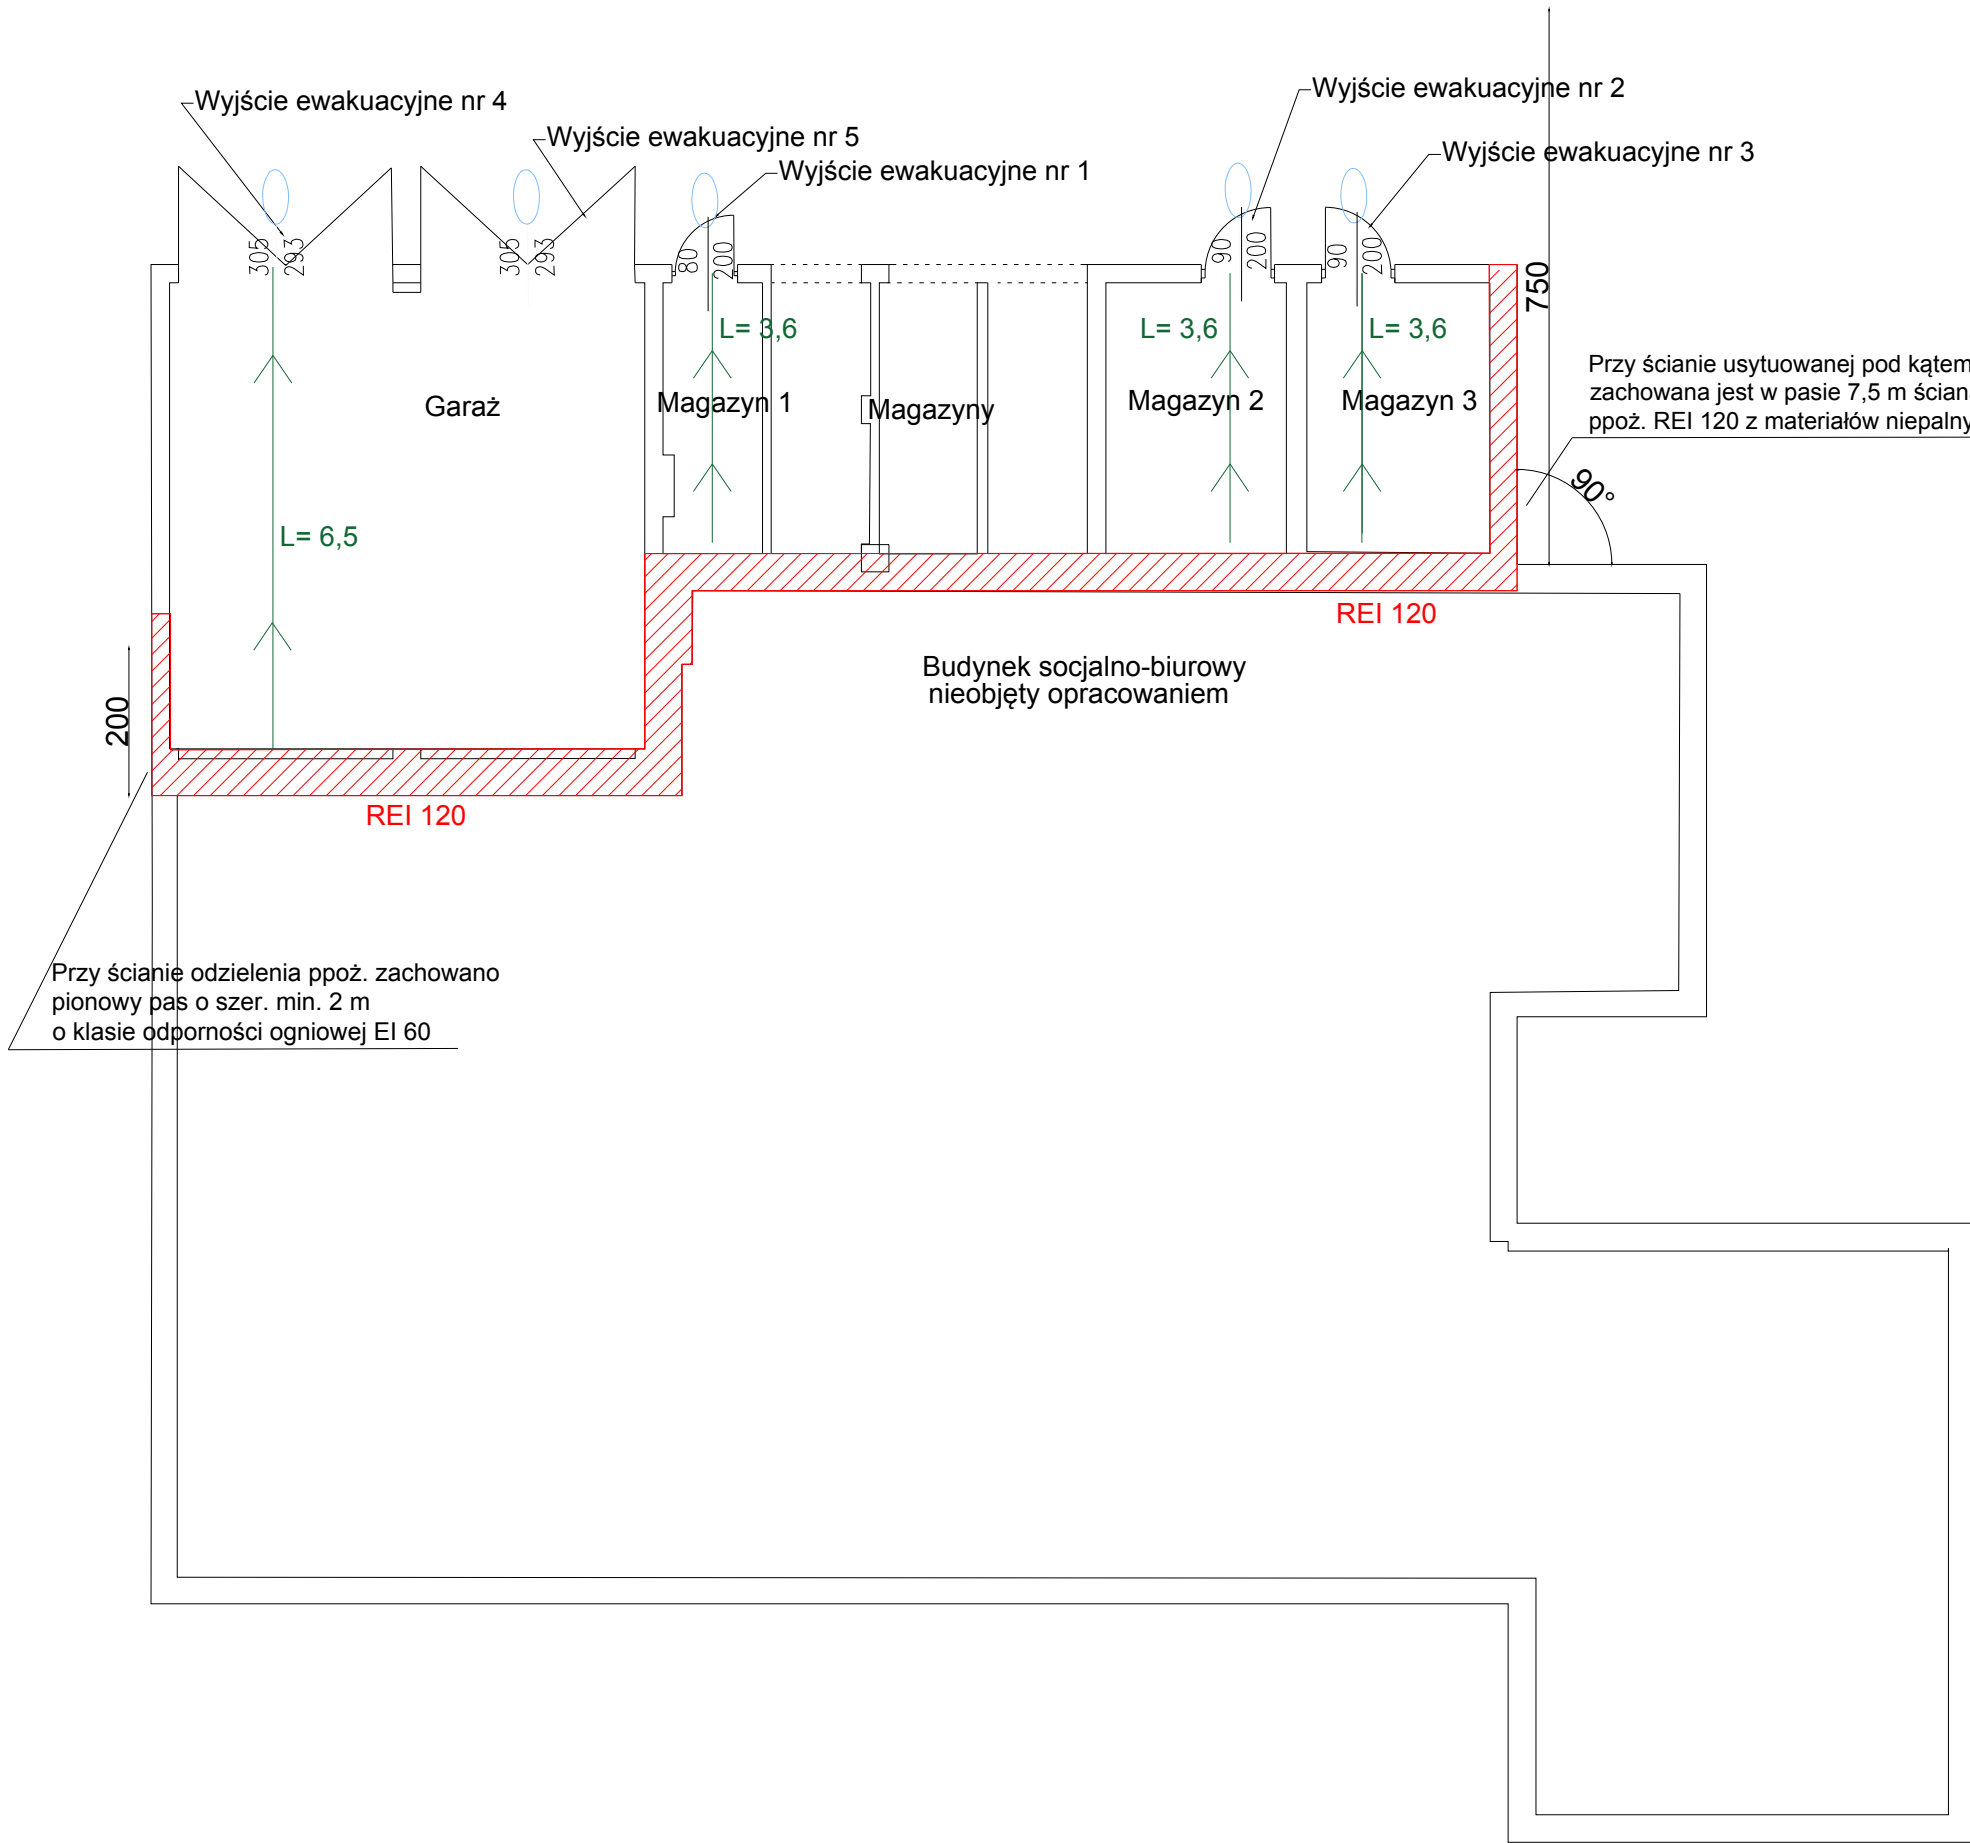 Wyjście ewakuacyjne nr 4
Wyjście ewakuacyjne nr 5
Wyjście ewakuacyjne nr 1
Wyjście ewakuacyjne nr 2
Wyjście ewakuacyjne nr 3
305
293
305
293
80
200
90
200
90
200
750
L= 3,6
L= 3,6
L= 3,6
Przy ścianie usytuowanej pod kątem
zachowana jest w pasie 7,5 m ściana
ppoż. REI 120 z materiałów niepalny
Garaż
Magazyn 1
Magazyny
Magazyn 2
Magazyn 3
90°
L= 6,5
REI 120
Budynek socjalno-biurowy
nieobjęty opracowaniem
200
REI 120
Przy ścianie odzielenia ppoż. zachowano
pionowy pas o szer. min. 2 m
o klasie odporności ogniowej EI 60